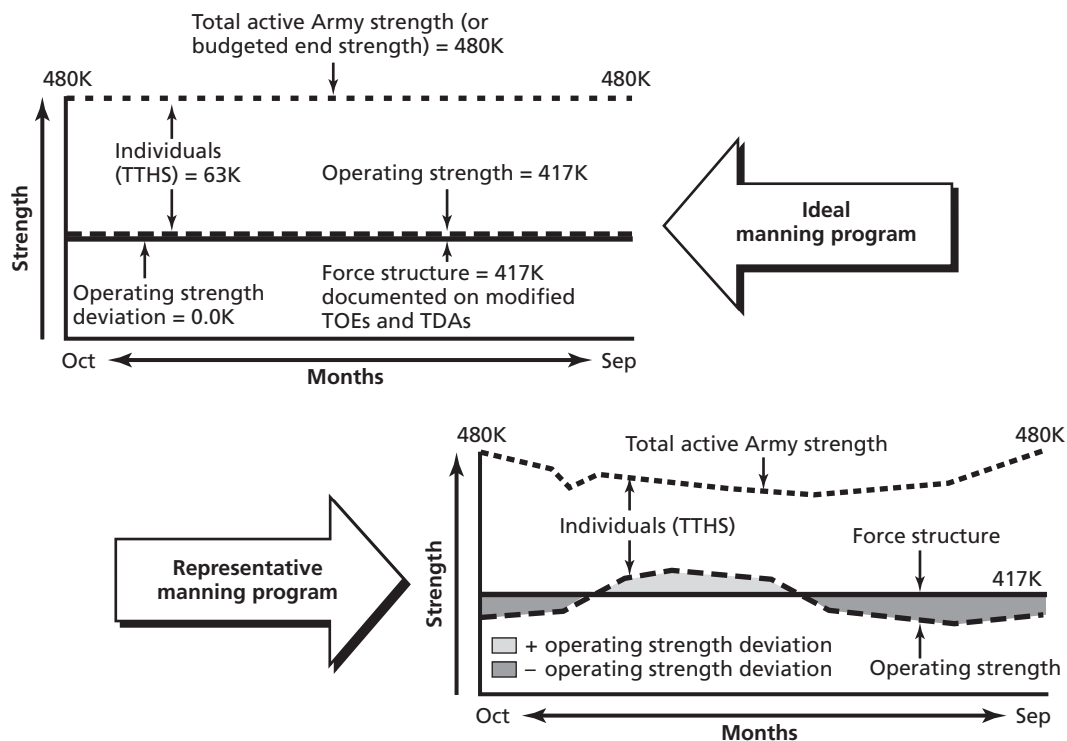 Total active Army strength (or
budgeted end strength) = 480K
480K
480K
Individuals
(TTHS) = 63K
Operating strength = 417K
Strength
Ideal
manning program
Operating strength
deviation = 0.0K
Force structure = 417K
documented on modified
TOEs and TDAs
Oct
Sep
Months
480K
Total active Army strength
480K
Individuals (TTHS)
Force structure
Representative
manning program
Strength
417K
+ operating strength deviation
– operating strength deviation
Operating strength
Oct
Sep
Months